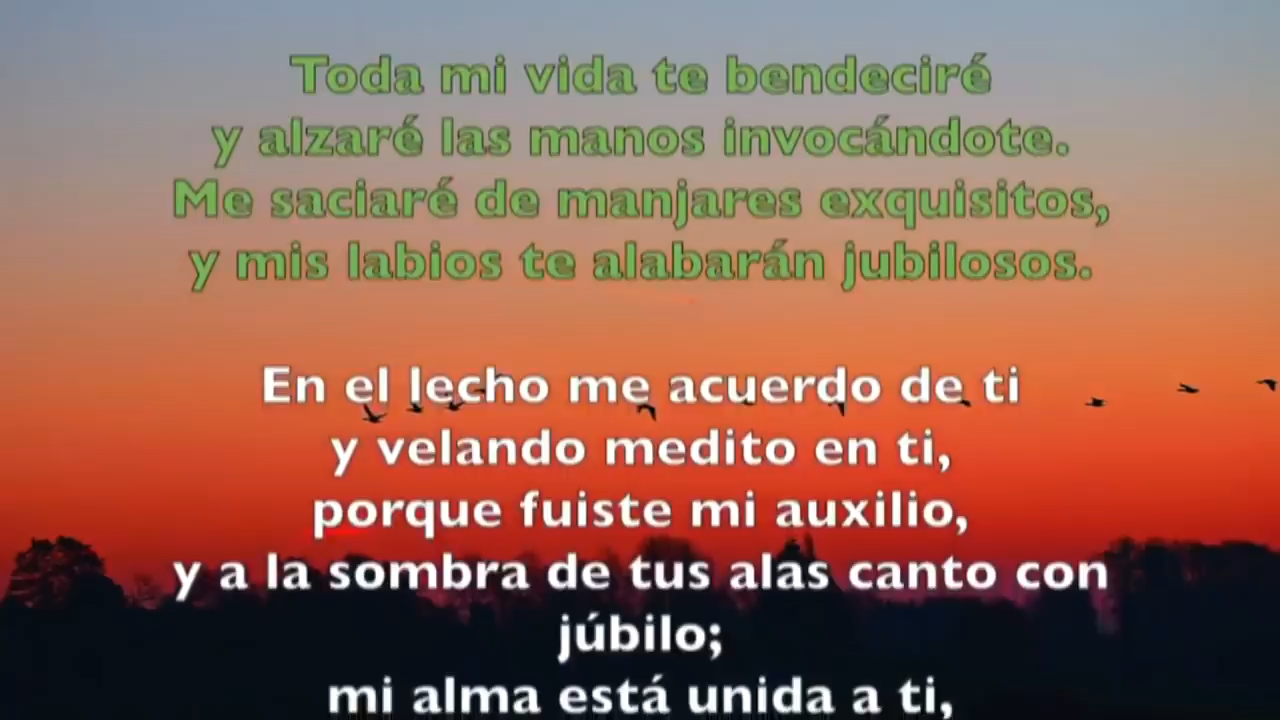 Toda mi vida te bendeciré
y alzaré las manos invocándote.
Me saciaré de manjares exquisitos,
y mis labios te alabarán jubilosos.
En el lecho me acuerdo de ti
y velando medito en ti,
porque fuiste mi auxilio,
y a la sombra de tus alas canto con
júbilo;
mi alma está unida a ti,